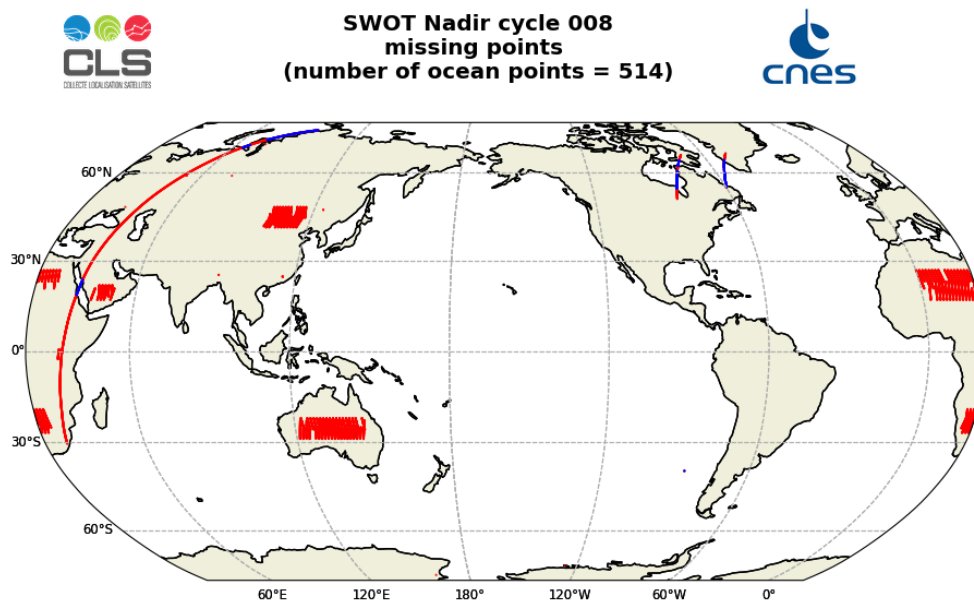 SWOT Nadir cycle 008
missing points
(number of ocean points = 514)
CLS
COLLECTE LOCALISATION SATELLITES
cnes
60°N
30°N
0°
30°S
60°S
60°E 120°E 180° 120°W 60°W 0°